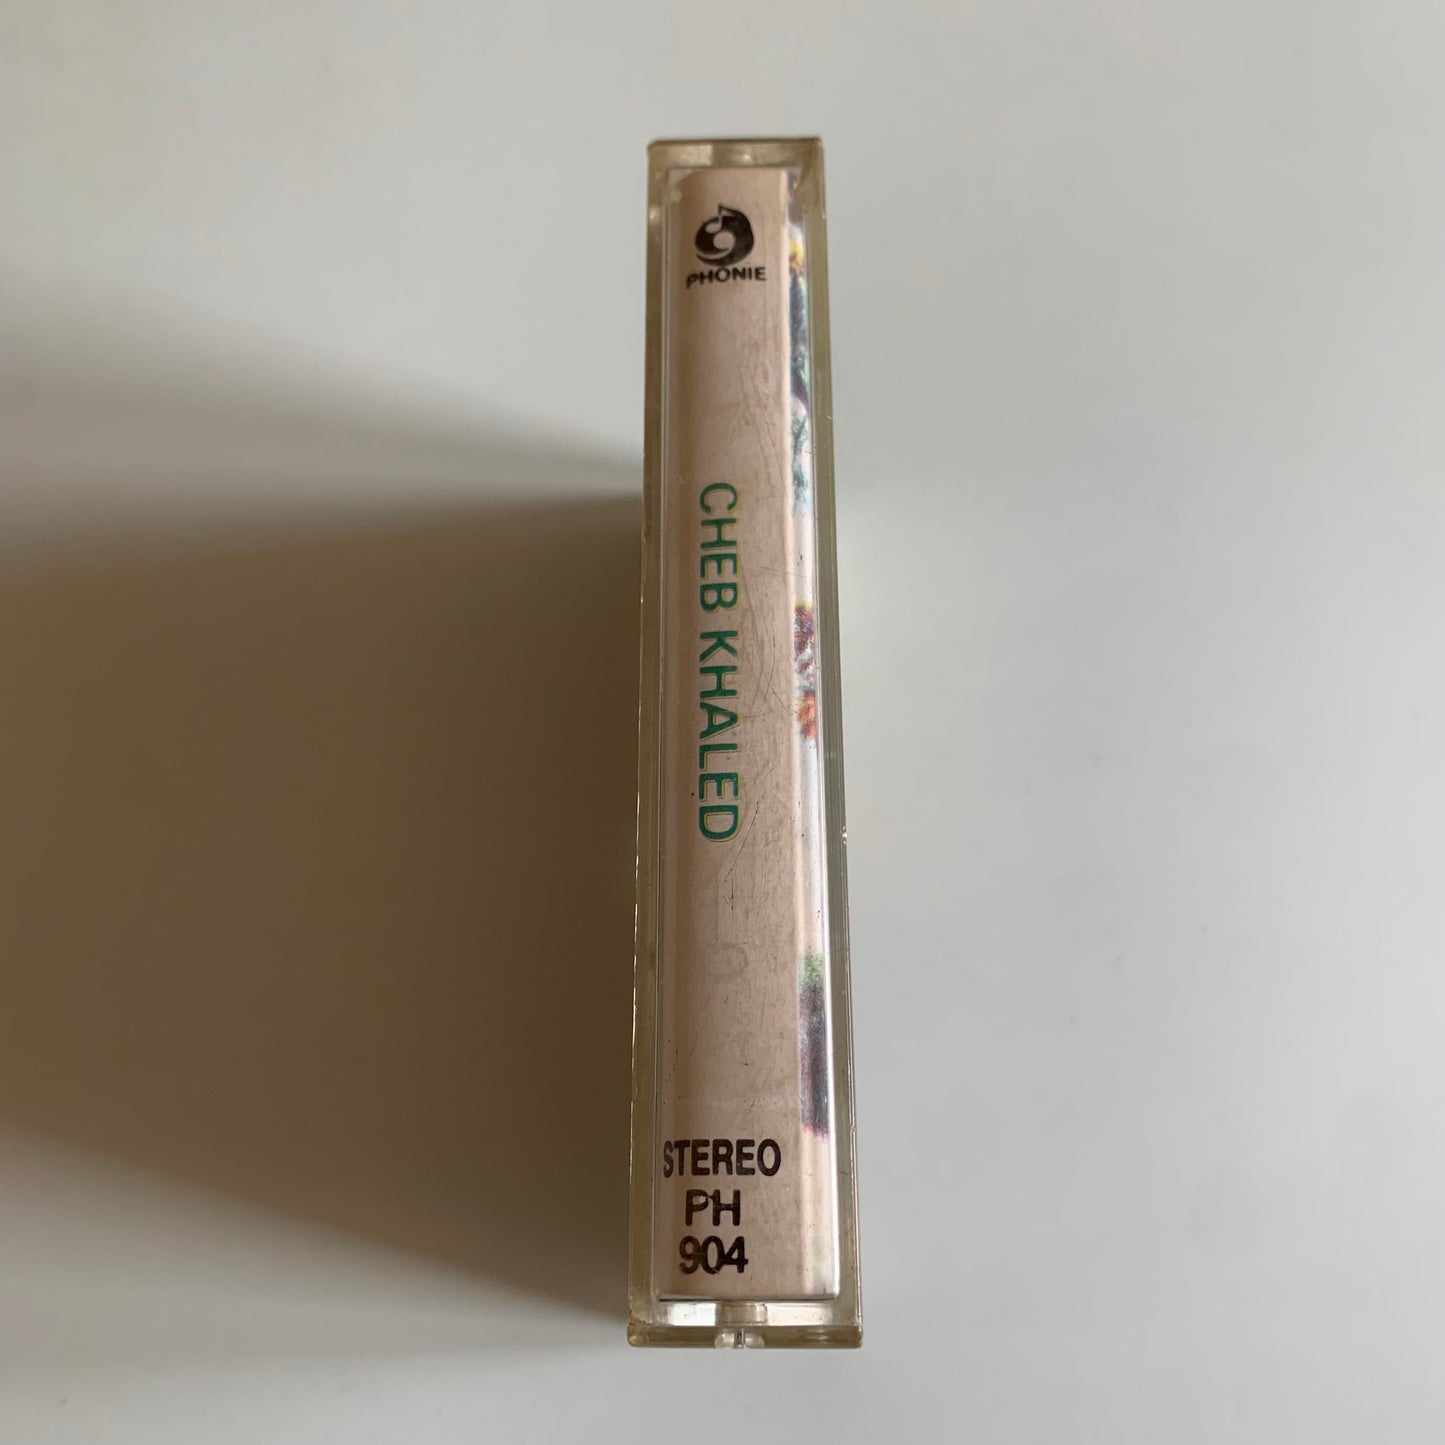 PHONIE
CHEB KHALED
STEREO
PH
904